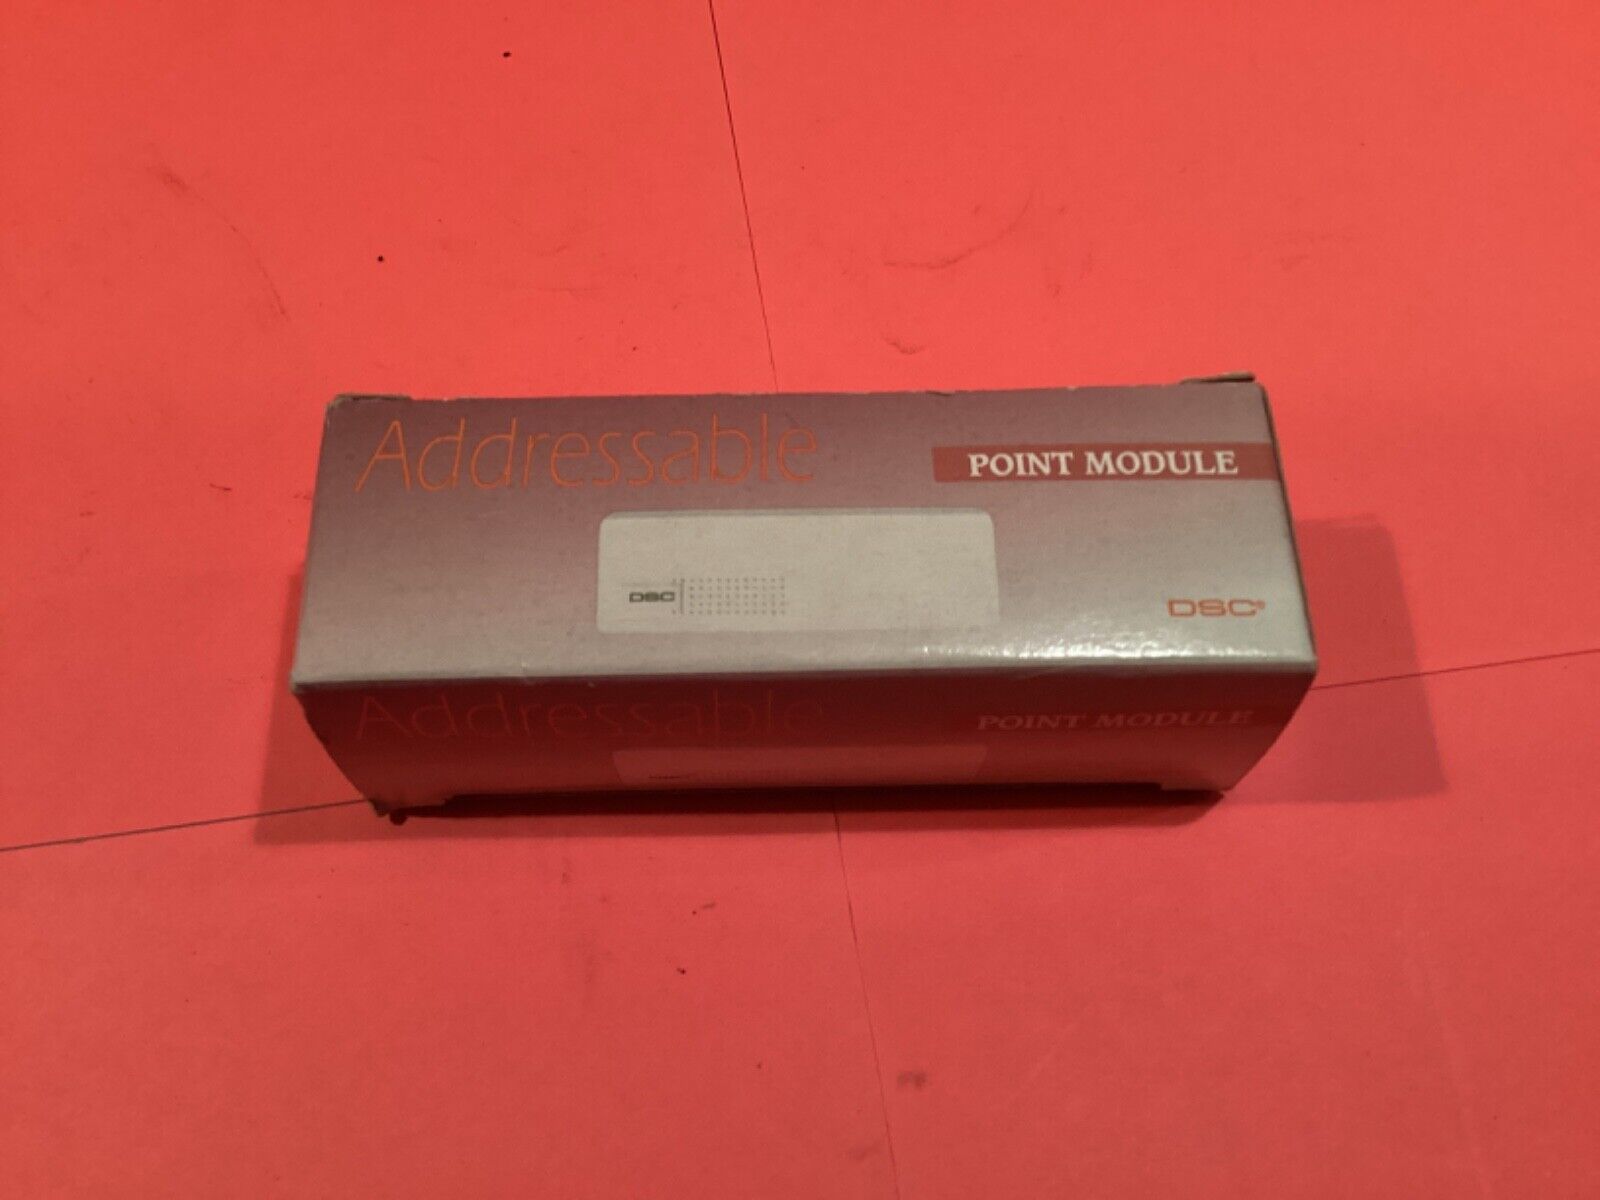 Addressable
POINT MODULE
DSC
DSC®
Addressable
POINT MODULE